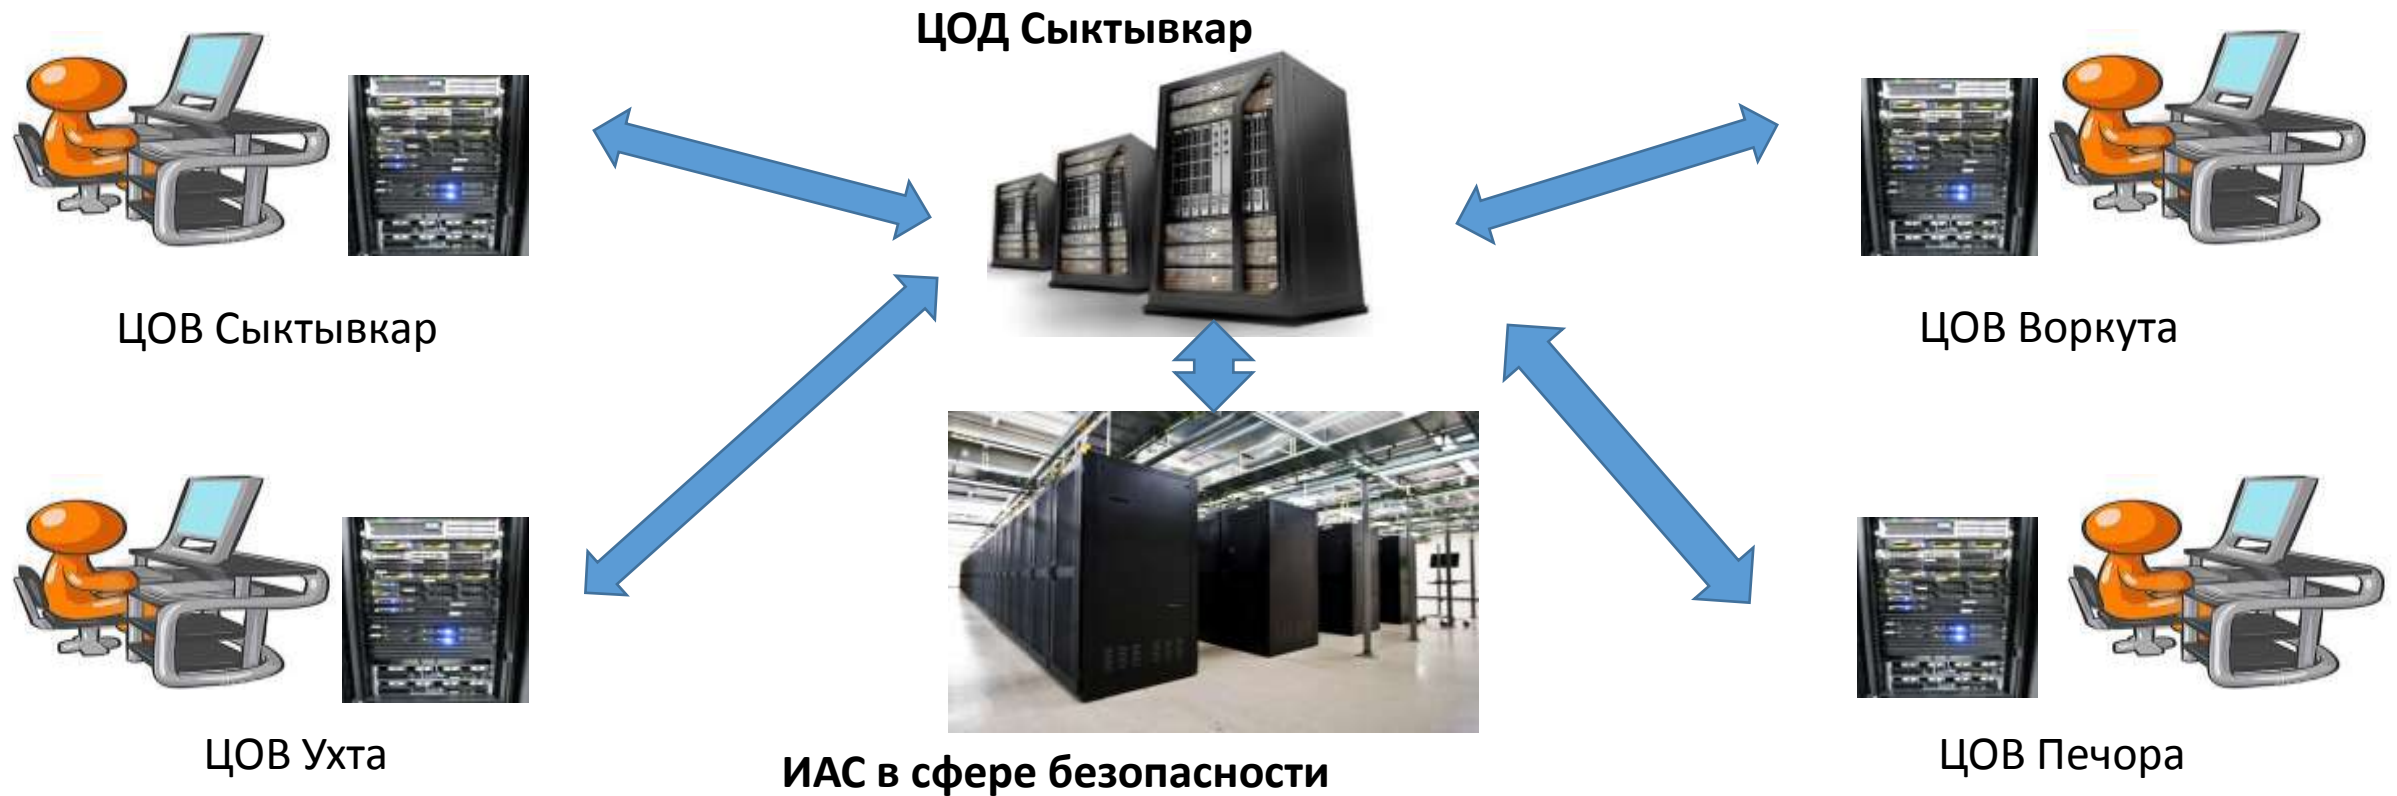 ЦОД Сыктывкар
ЦОВ Сыктывкар
ЦОВ Воркута
ЦОВ Ухта
ИАС в сфере безопасности
ЦОВ Печора